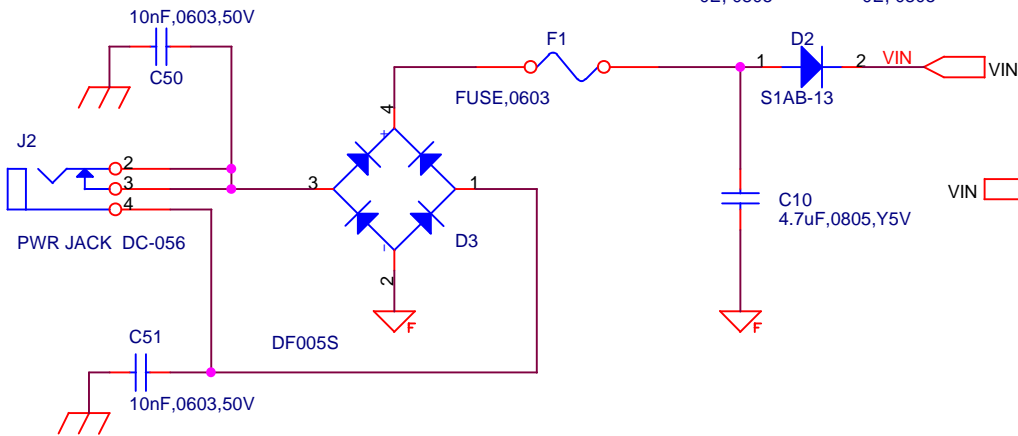 10nF,0603,50V
C50
J2
2
3
4
PWR JACK DC-056
C51
10nF,0603,50V
DF005S
3
4
+
1
-
2
D3
F
F1
FUSE,0603
1
D2
2
VIN
VIN
S1AB-13
C10
4.7uF,0805,Y5V
F
VIN